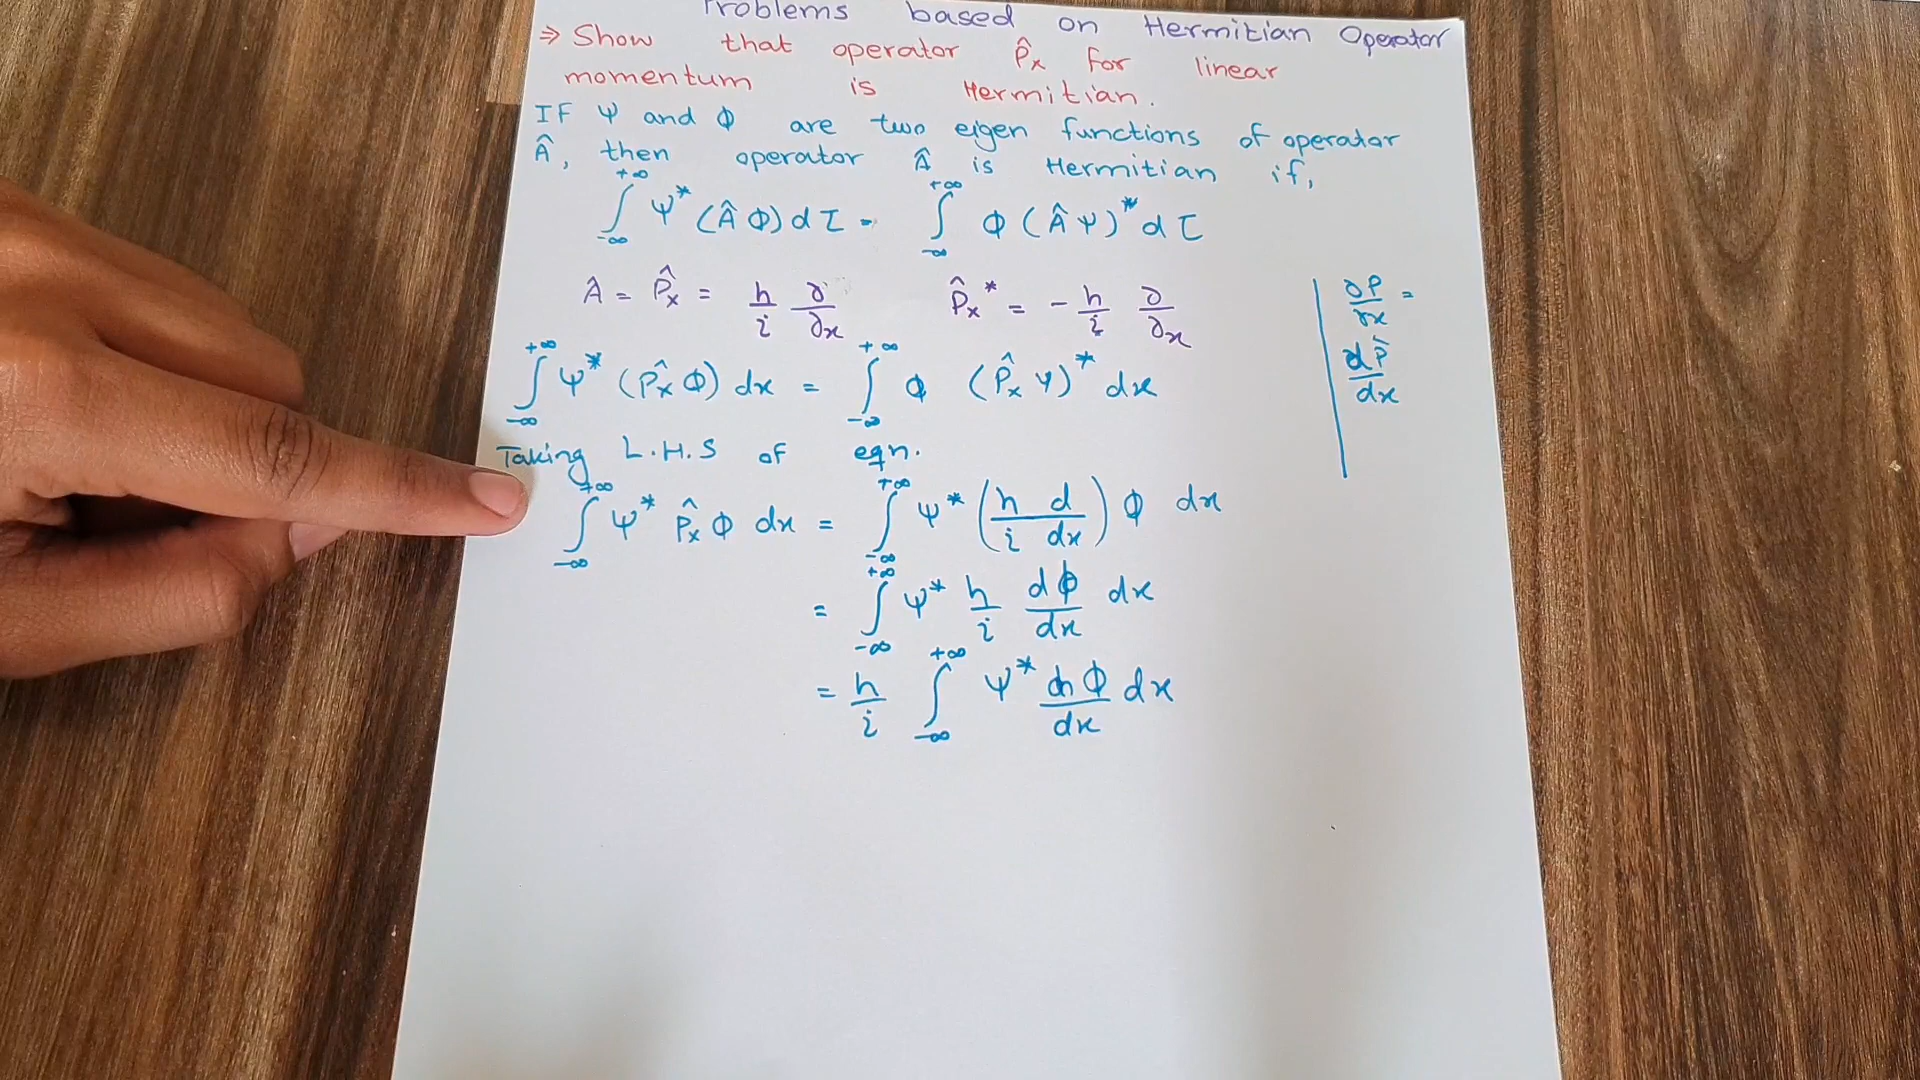 Problems based on Hermitian Operator
⇒ Show that operator P̂x for linear
momentum is Hermitian.
IF Ψ and Φ are two eigen functions of operator
Â, then operator Â is Hermitian if,
∫_{-∞}^{+∞} Ψ* (Â Φ) dτ = ∫_{-∞}^{+∞} Φ (Â Ψ)* dτ
Â = P̂x = h/i ∂/∂x P̂x* = - h/i ∂/∂x
∂P/∂x =
dP/dx
∫_{-∞}^{+∞} Ψ* (P̂x Φ) dx = ∫_{-∞}^{+∞} Φ (P̂x Ψ)* dx
Taking L.H.S of eqn.
∫_{-∞}^{+∞} Ψ* P̂x Φ dx = ∫_{-∞}^{+∞} Ψ* (h d / i dx) Φ dx
= ∫_{-∞}^{+∞} Ψ* h/i dΦ/dx dx
= h/i ∫_{-∞}^{+∞} Ψ* dΦ/dx dx